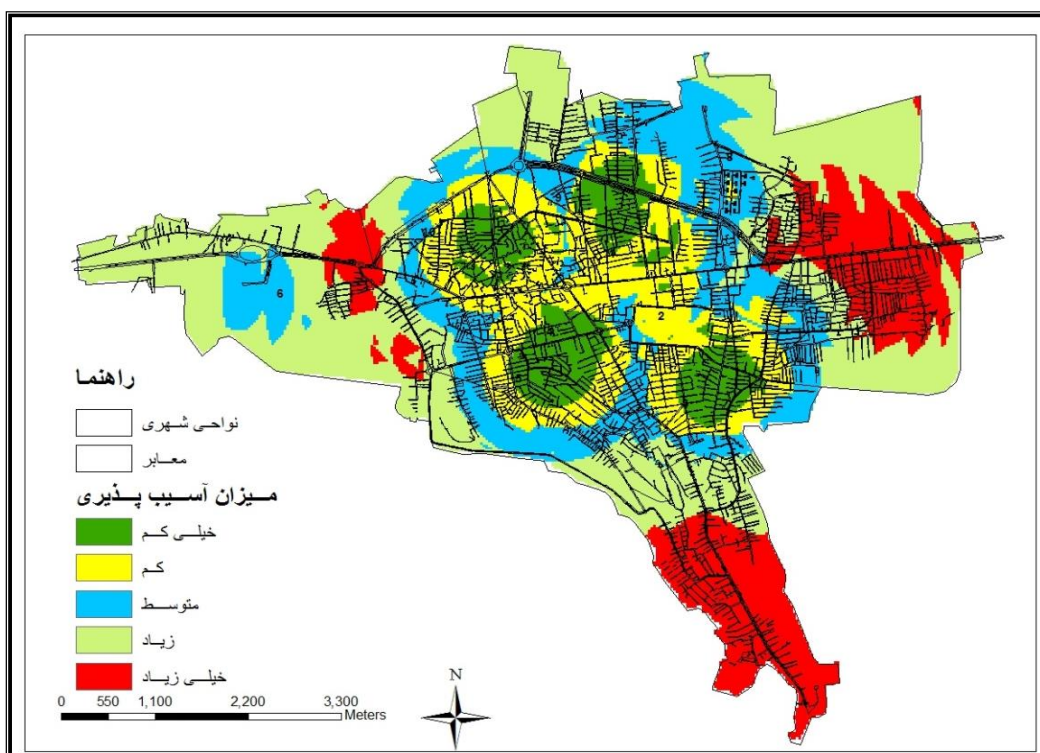 6
2
راهنما
نواحی شهری
معابر
میزان آسیب پذیری
خیلی کم
کم
متوسط
زیاد
خیلی زیاد
N
0 550 1,100 2,200 3,300
Meters